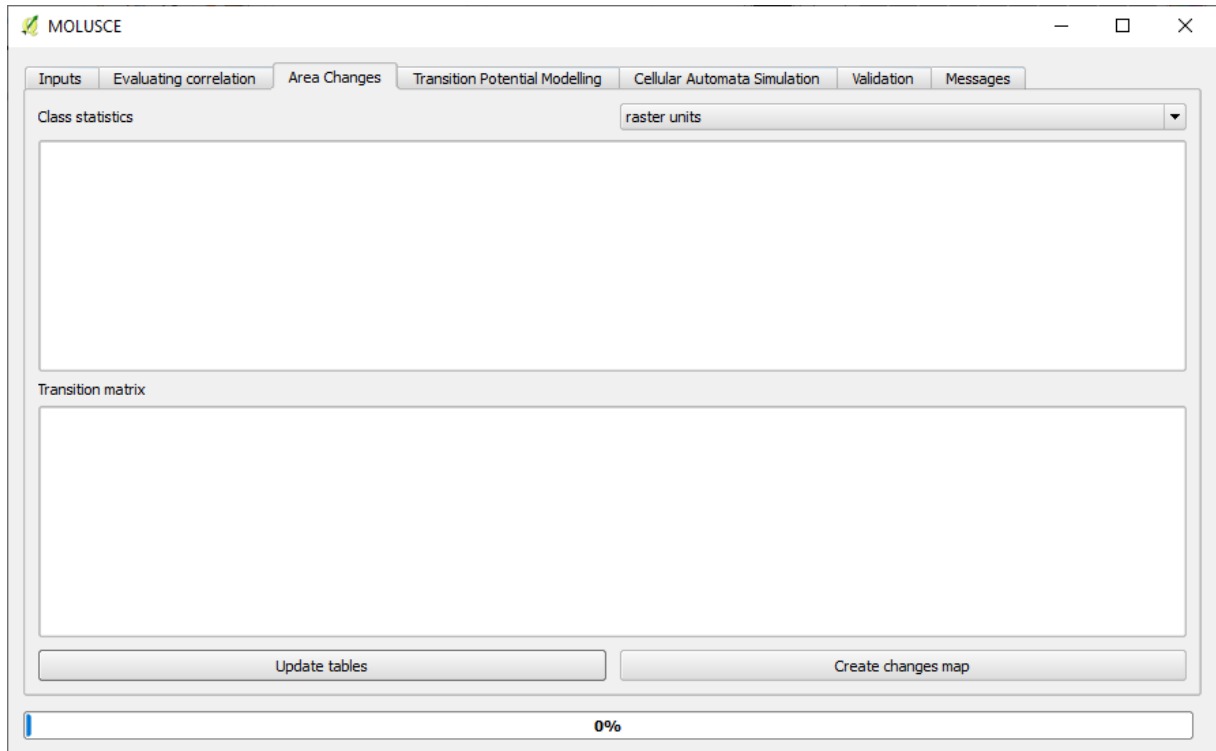 MOLUSCE
Inputs Evaluating correlation Area Changes Transition Potential Modelling Cellular Automata Simulation Validation Messages
Class statistics raster units
Transition matrix
Update tables Create changes map
0%